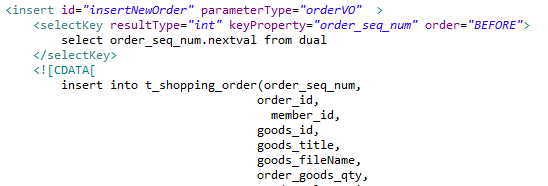 <insert id="insertNewOrder" parameterType="orderVO"  >
<selectKey resultType="int" keyProperty="order_seq_num" order="BEFORE">
select order_seq_num.nextval from dual
</selectKey>
<![CDATA[
insert into t_shopping_order(order_seq_num,
order_id,
member_id,
goods_id,
goods_title,
goods_fileName,
order_goods_qty,